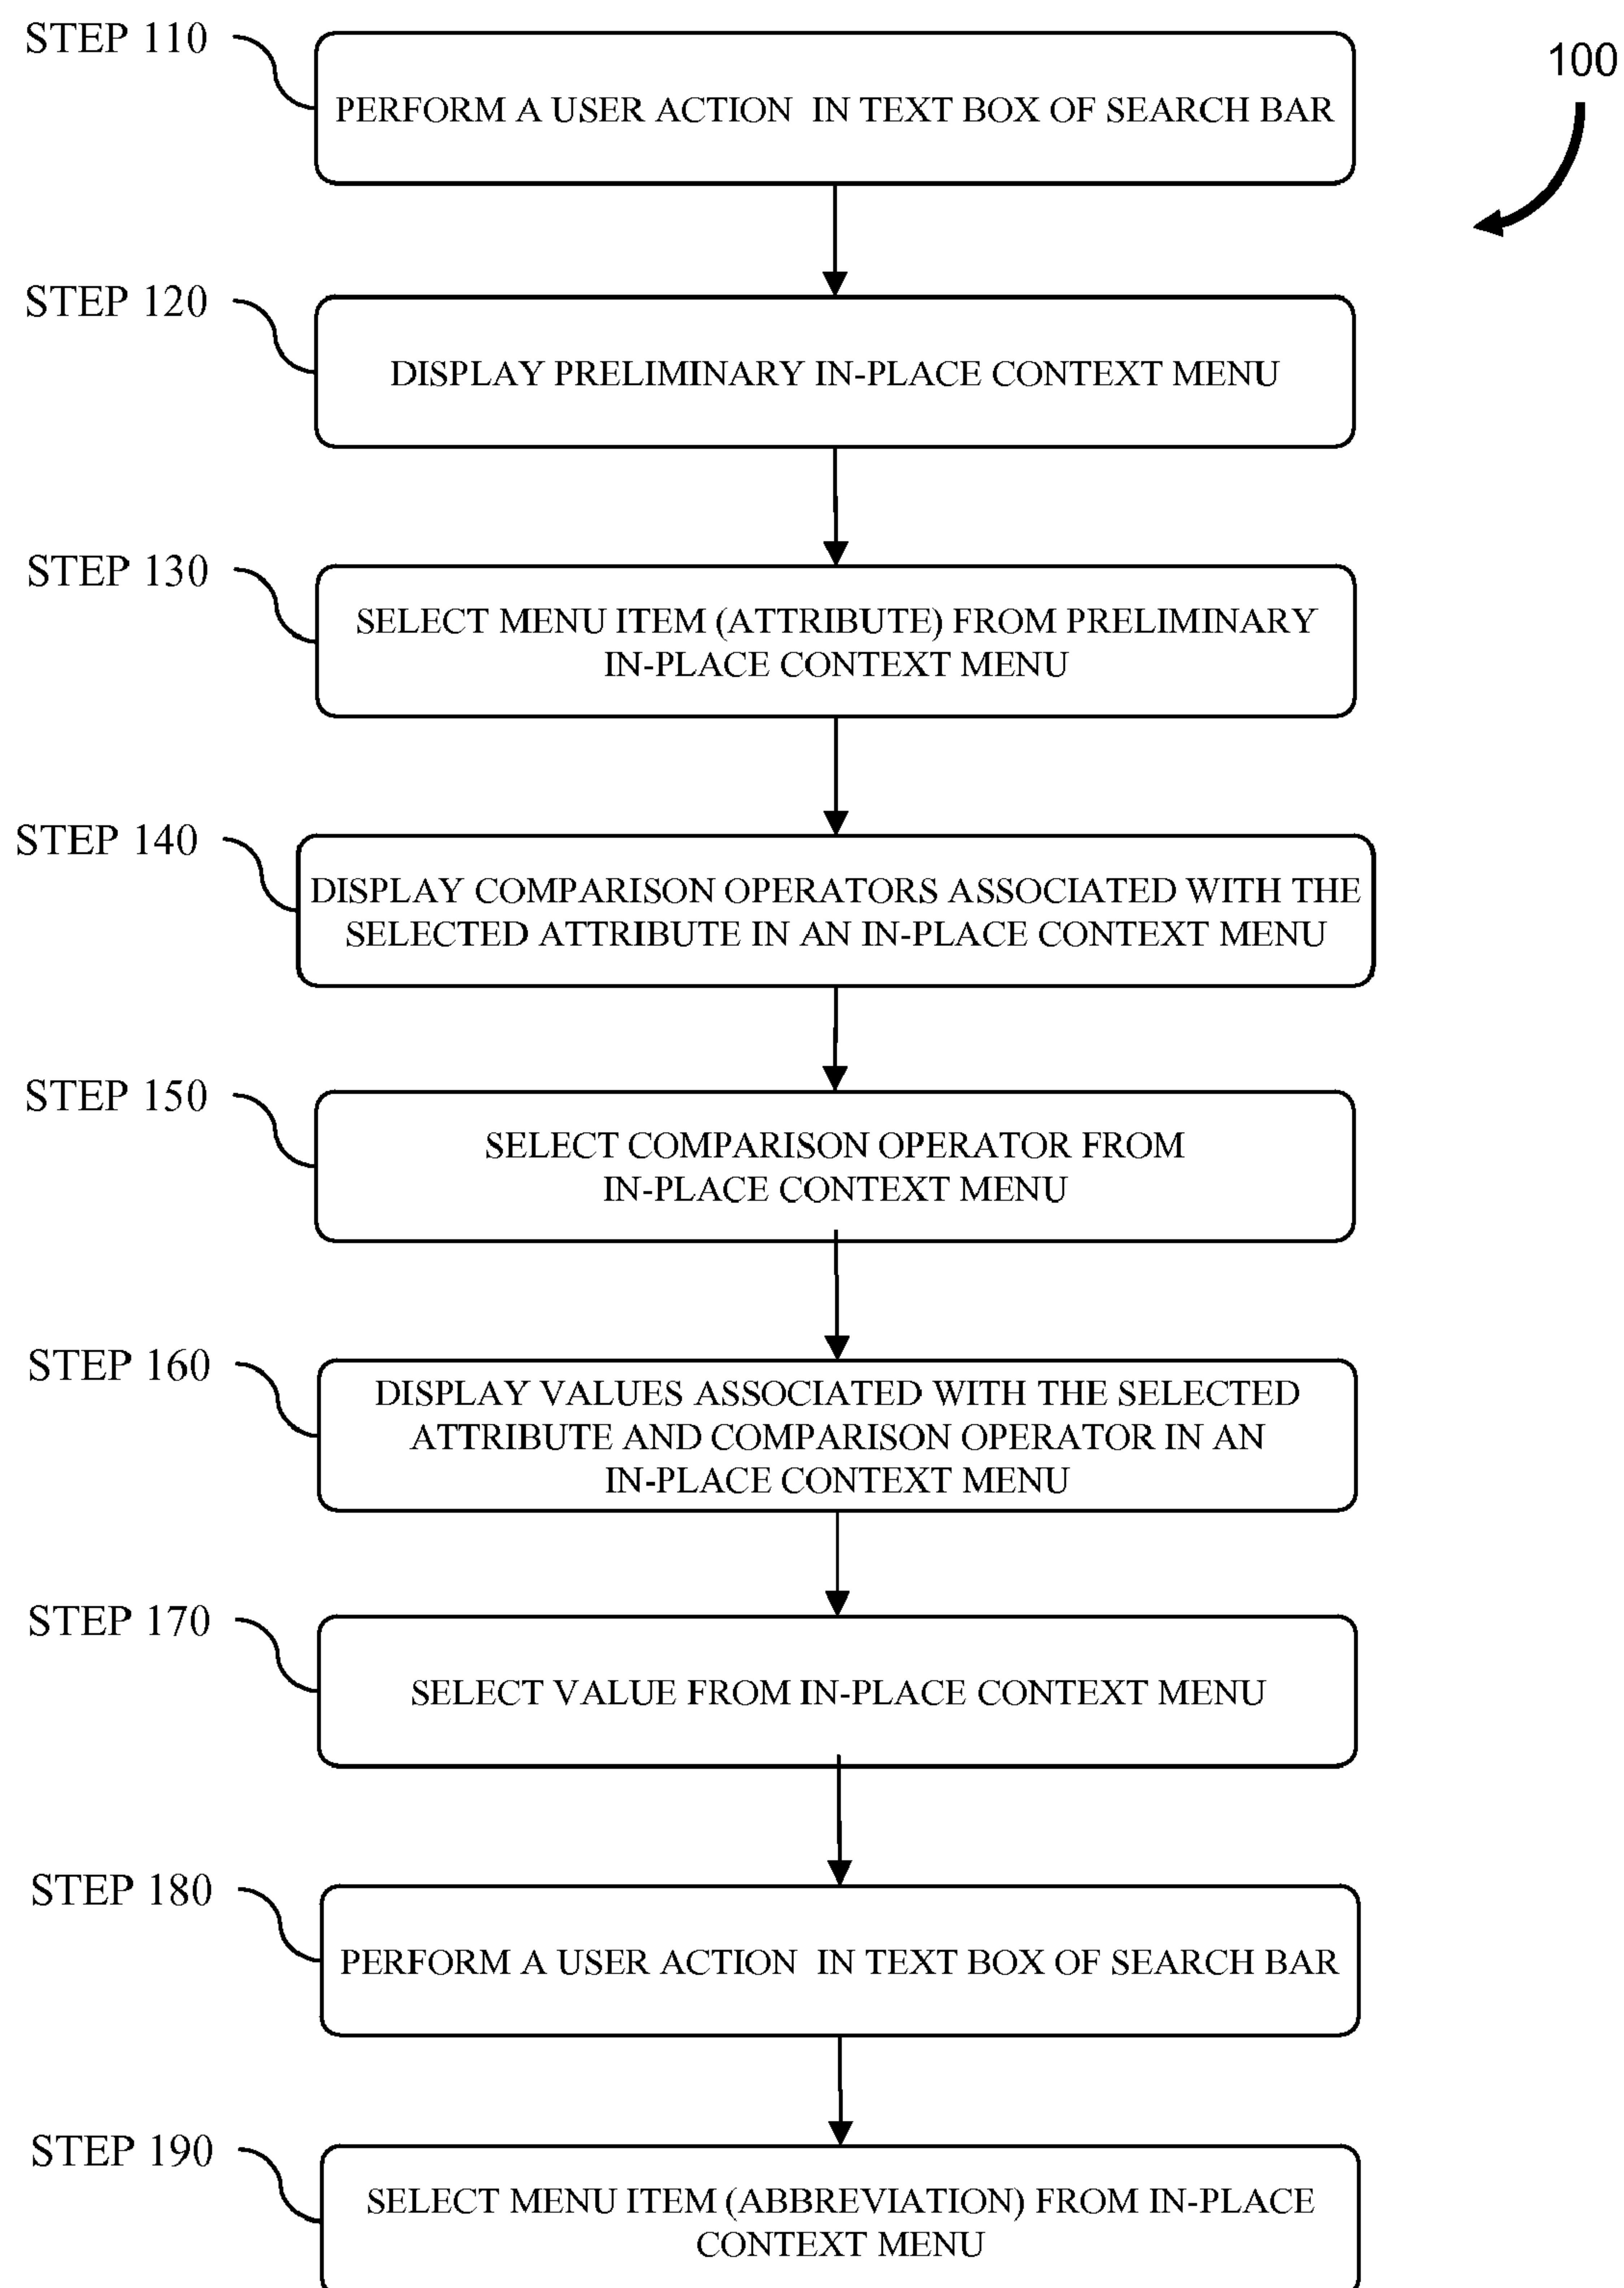 STEP 110
PERFORM A USER ACTION IN TEXT BOX OF SEARCH BAR
100
STEP 120
DISPLAY PRELIMINARY IN-PLACE CONTEXT MENU
STEP 130
SELECT MENU ITEM (ATTRIBUTE) FROM PRELIMINARY
IN-PLACE CONTEXT MENU
STEP 140
DISPLAY COMPARISON OPERATORS ASSOCIATED WITH THE
SELECTED ATTRIBUTE IN AN IN-PLACE CONTEXT MENU
STEP 150
SELECT COMPARISON OPERATOR FROM
IN-PLACE CONTEXT MENU
STEP 160
DISPLAY VALUES ASSOCIATED WITH THE SELECTED
ATTRIBUTE AND COMPARISON OPERATOR IN AN
IN-PLACE CONTEXT MENU
STEP 170
SELECT VALUE FROM IN-PLACE CONTEXT MENU
STEP 180
PERFORM A USER ACTION IN TEXT BOX OF SEARCH BAR
STEP 190
SELECT MENU ITEM (ABBREVIATION) FROM IN-PLACE
CONTEXT MENU